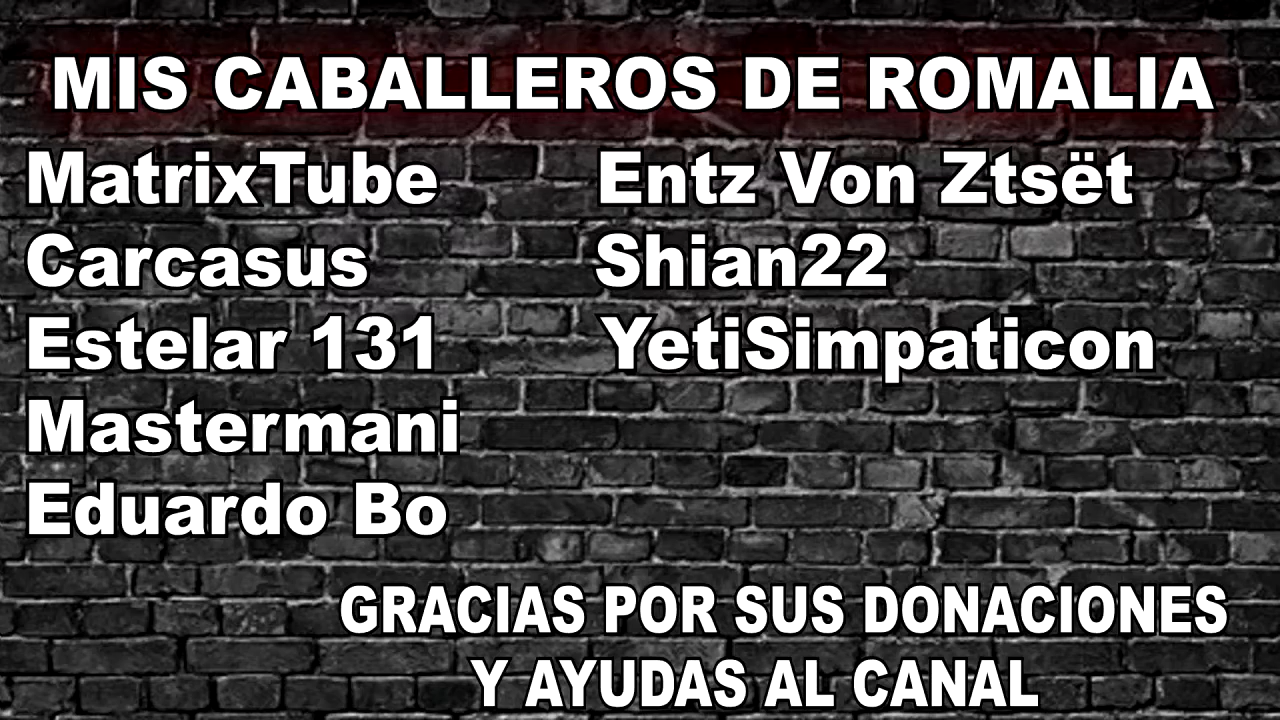 MIS CABALLEROS DE ROMALIA
MatrixTube
Carcasus
Estelar 131
Mastermani
Eduardo Bo
Entz Von Ztsët
Shian22
YetiSimpaticon
GRACIAS POR SUS DONACIONES
Y AYUDAS AL CANAL